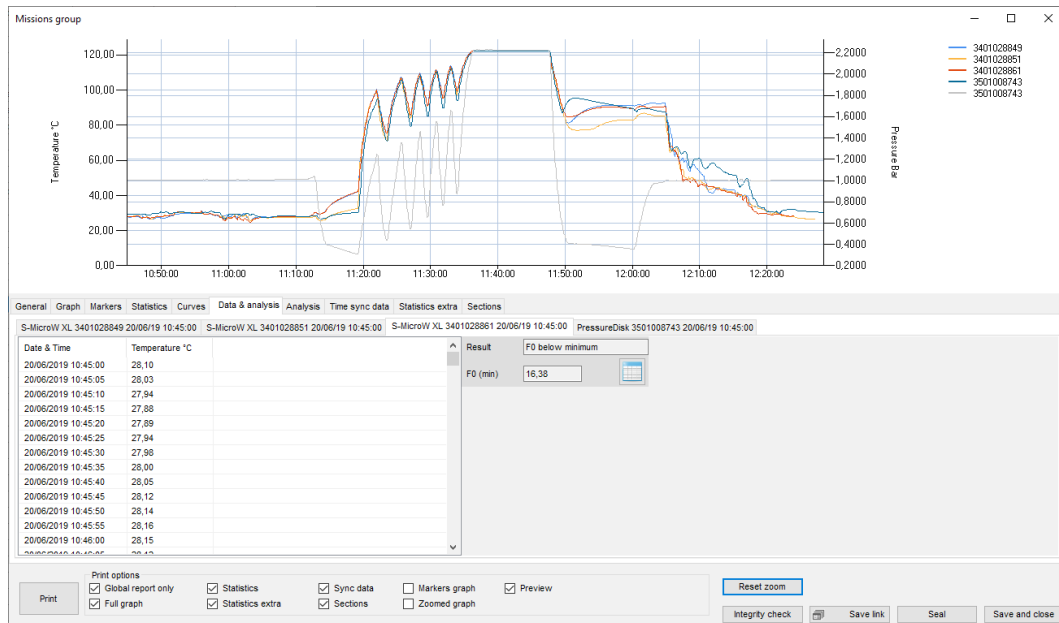 Missions group
120,00
100,00
80,00
60,00
40,00
20,00
0,00
Temperature °C
2,2000
2,0000
1,8000
1,6000
1,4000
1,2000
1,0000
0,8000
0,6000
0,4000
0,2000
Pressure Bar
10:50:00 11:00:00 11:10:00 11:20:00 11:30:00 11:40:00 11:50:00 12:00:00 12:10:00 12:20:00
3401028849
3401028851
3401028861
3501008743
3501008743
General Graph Markers Statistics Curves Data & analysis Analysis Time sync data Statistics extra Sections
S-MicroW XL 3401028849 20/06/19 10:45:00 S-MicroW XL 3401028851 20/06/19 10:45:00 S-MicroW XL 3401028861 20/06/19 10:45:00 PressureDisk 3501008743 20/06/19 10:45:00
Date & Time Temperature °C
20/06/2019 10:45:00 28,10
20/06/2019 10:45:05 28,03
20/06/2019 10:45:10 27,94
20/06/2019 10:45:15 27,88
20/06/2019 10:45:20 27,89
20/06/2019 10:45:25 27,94
20/06/2019 10:45:30 27,98
20/06/2019 10:45:35 28,00
20/06/2019 10:45:40 28,05
20/06/2019 10:45:45 28,12
20/06/2019 10:45:50 28,14
20/06/2019 10:45:55 28,16
20/06/2019 10:46:00 28,15
Result F0 below minimum
F0 (min) 16,38
Print
Print options
Global report only Statistics Sync data Markers graph Preview
Full graph Statistics extra Sections Zoomed graph
Reset zoom
Integrity check Save link Seal Save and close